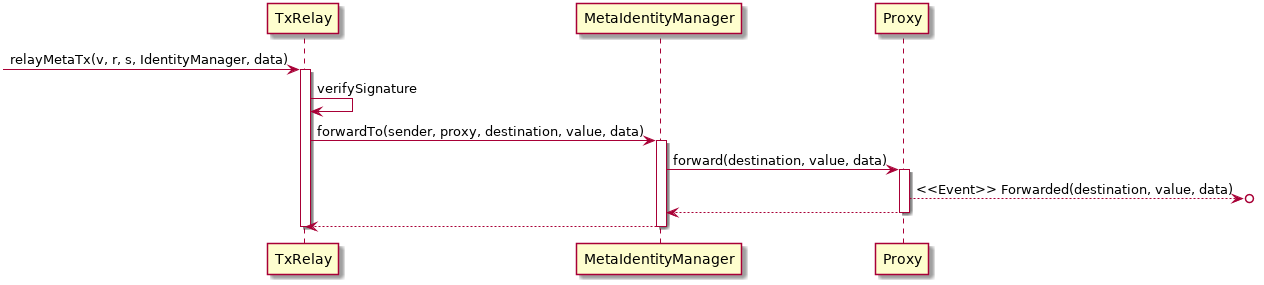 TxRelay
MetaIdentityManager
Proxy
relayMetaTx(v, r, s, IdentityManager, data)
verifySignature
forwardTo(sender, proxy, destination, value, data)
forward(destination, value, data)
<<Event>> Forwarded(destination, value, data)
TxRelay
MetaIdentityManager
Proxy